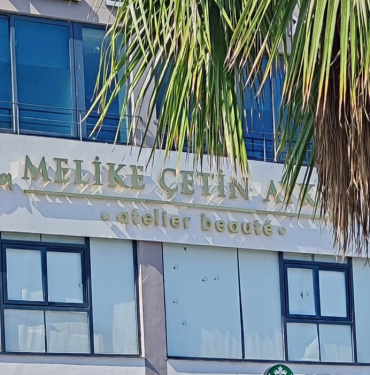 MELİKE ÇETİN
atelier beauté